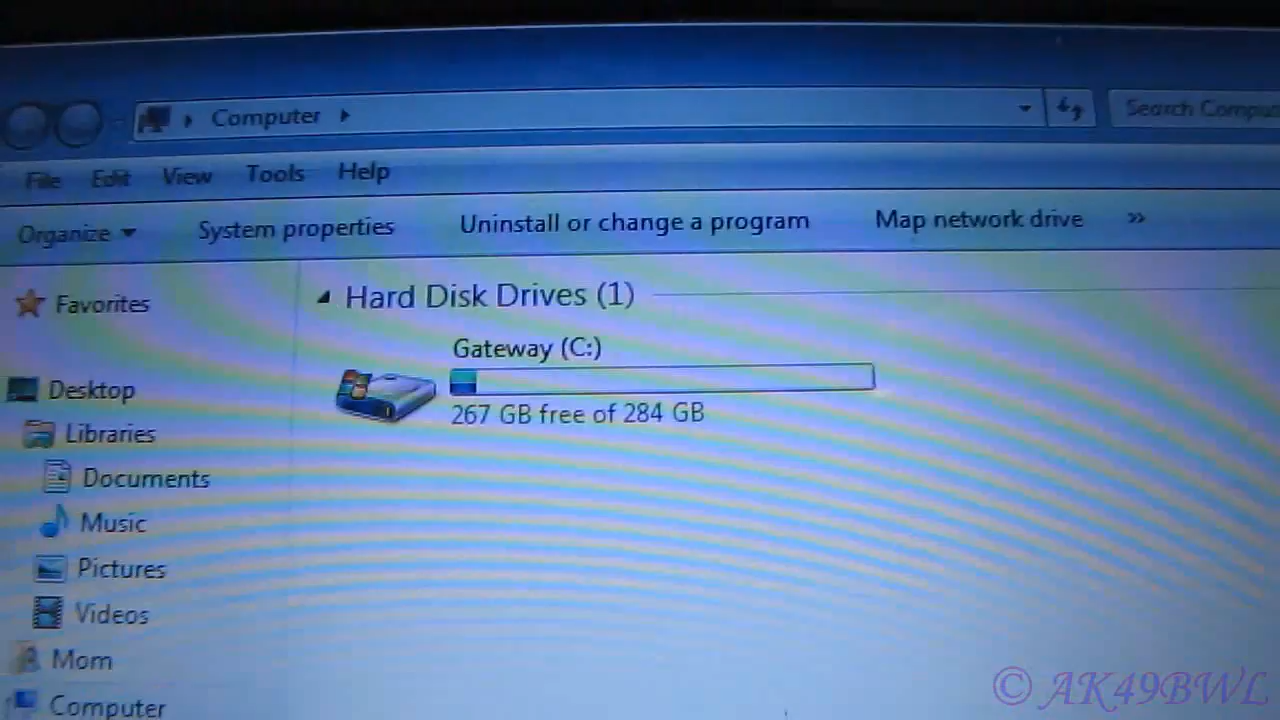 Computer
Search Compu
File Edit View Tools Help
Organize System properties Uninstall or change a program Map network drive »
Favorites
Desktop
Libraries
Documents
Music
Pictures
Videos
Mom
Computer
Hard Disk Drives (1)
Gateway (C:)
267 GB free of 284 GB
© AK49BWL